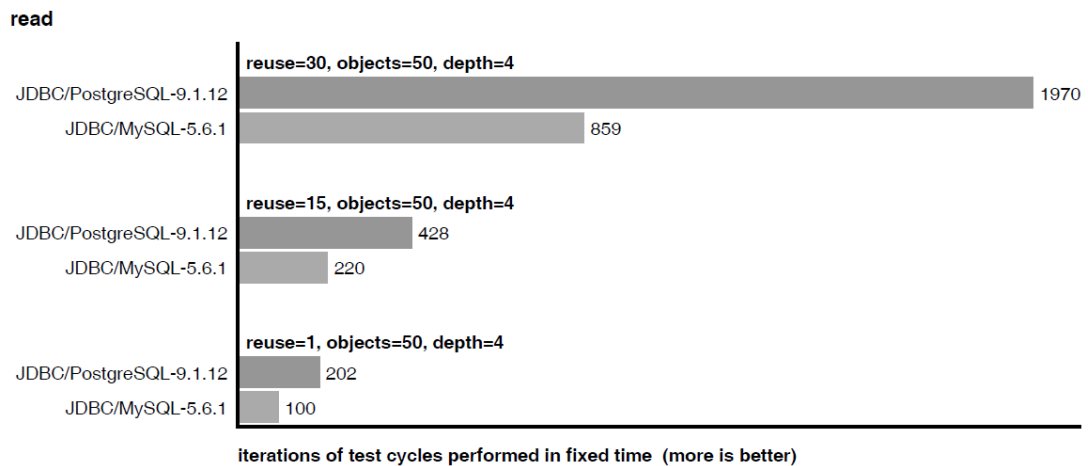 read
reuse=30, objects=50, depth=4
JDBC/PostgreSQL-9.1.12 1970
JDBC/MySQL-5.6.1 859
reuse=15, objects=50, depth=4
JDBC/PostgreSQL-9.1.12 428
JDBC/MySQL-5.6.1 220
reuse=1, objects=50, depth=4
JDBC/PostgreSQL-9.1.12 202
JDBC/MySQL-5.6.1 100
iterations of test cycles performed in fixed time (more is better)